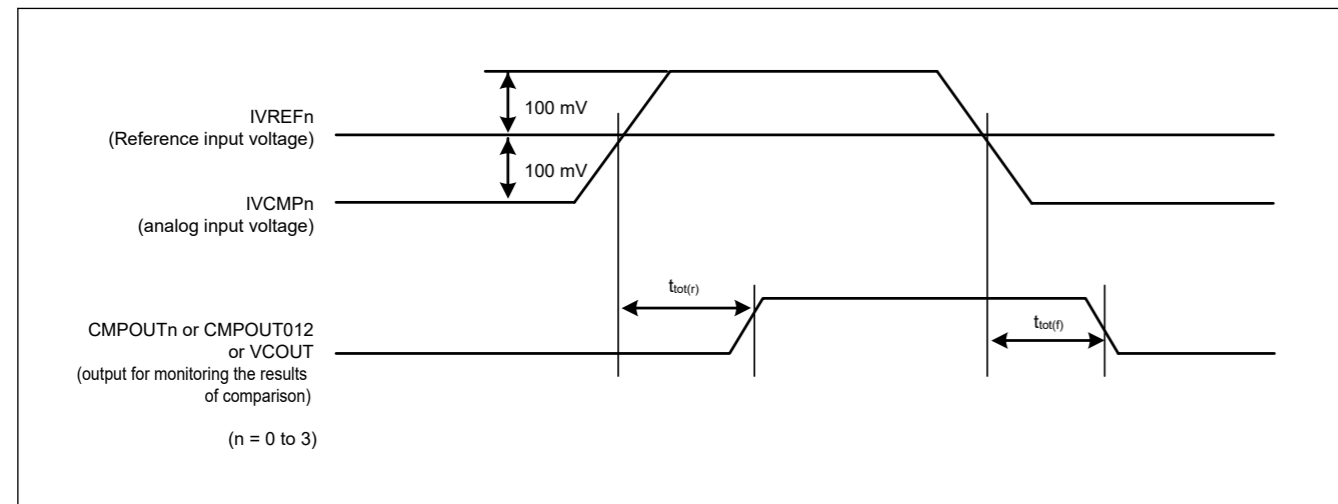 100 mV
IVREFn
(Reference input voltage)
100 mV
IVCMPn
(analog input voltage)
ttot(r)
ttot(f)
CMPOUTn or CMPOUT012
or VCOUT
(output for monitoring the results
of comparison)
(n = 0 to 3)